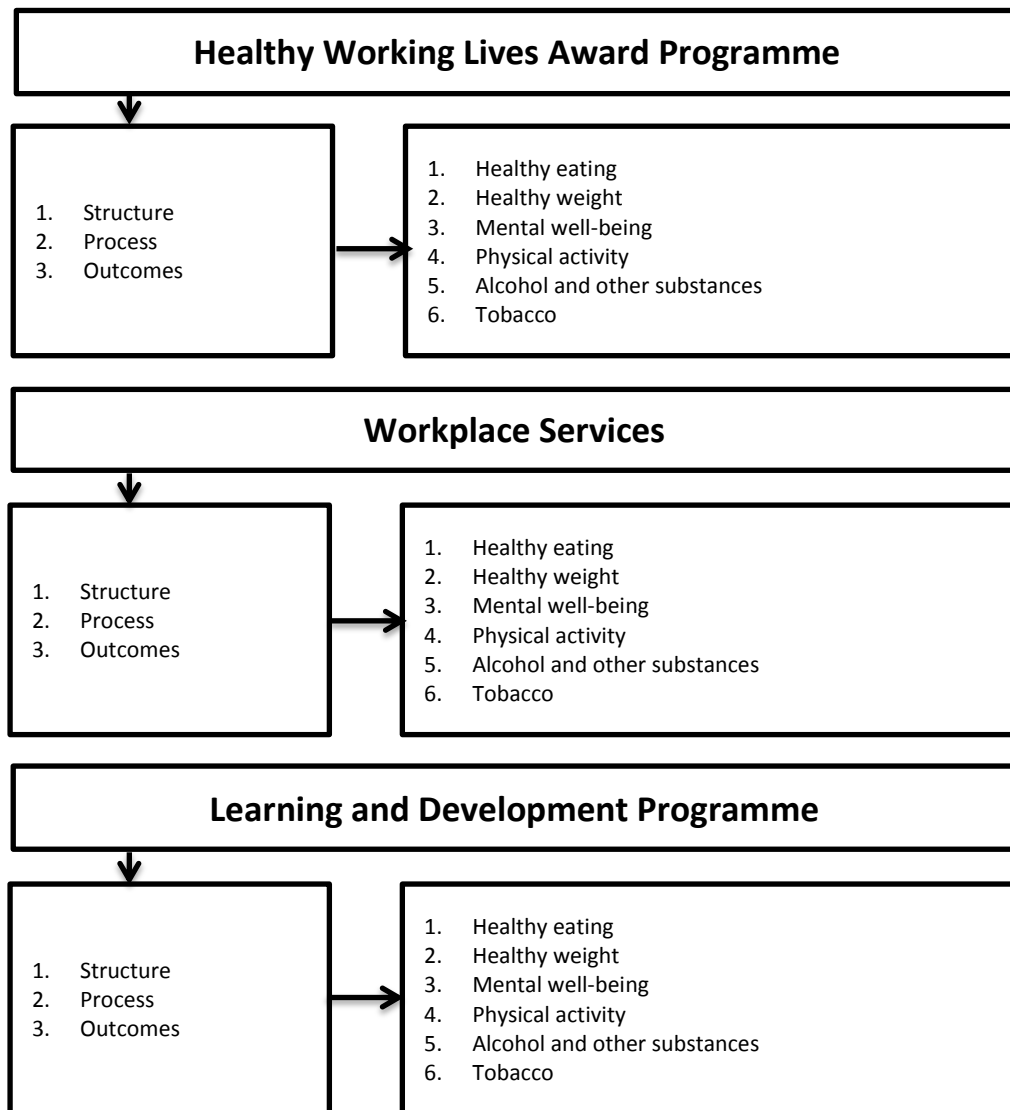 Healthy Working Lives Award Programme
1. Structure
2. Process
3. Outcomes
1. Healthy eating
2. Healthy weight
3. Mental well-being
4. Physical activity
5. Alcohol and other substances
6. Tobacco
Workplace Services
1. Structure
2. Process
3. Outcomes
1. Healthy eating
2. Healthy weight
3. Mental well-being
4. Physical activity
5. Alcohol and other substances
6. Tobacco
Learning and Development Programme
1. Structure
2. Process
3. Outcomes
1. Healthy eating
2. Healthy weight
3. Mental well-being
4. Physical activity
5. Alcohol and other substances
6. Tobacco